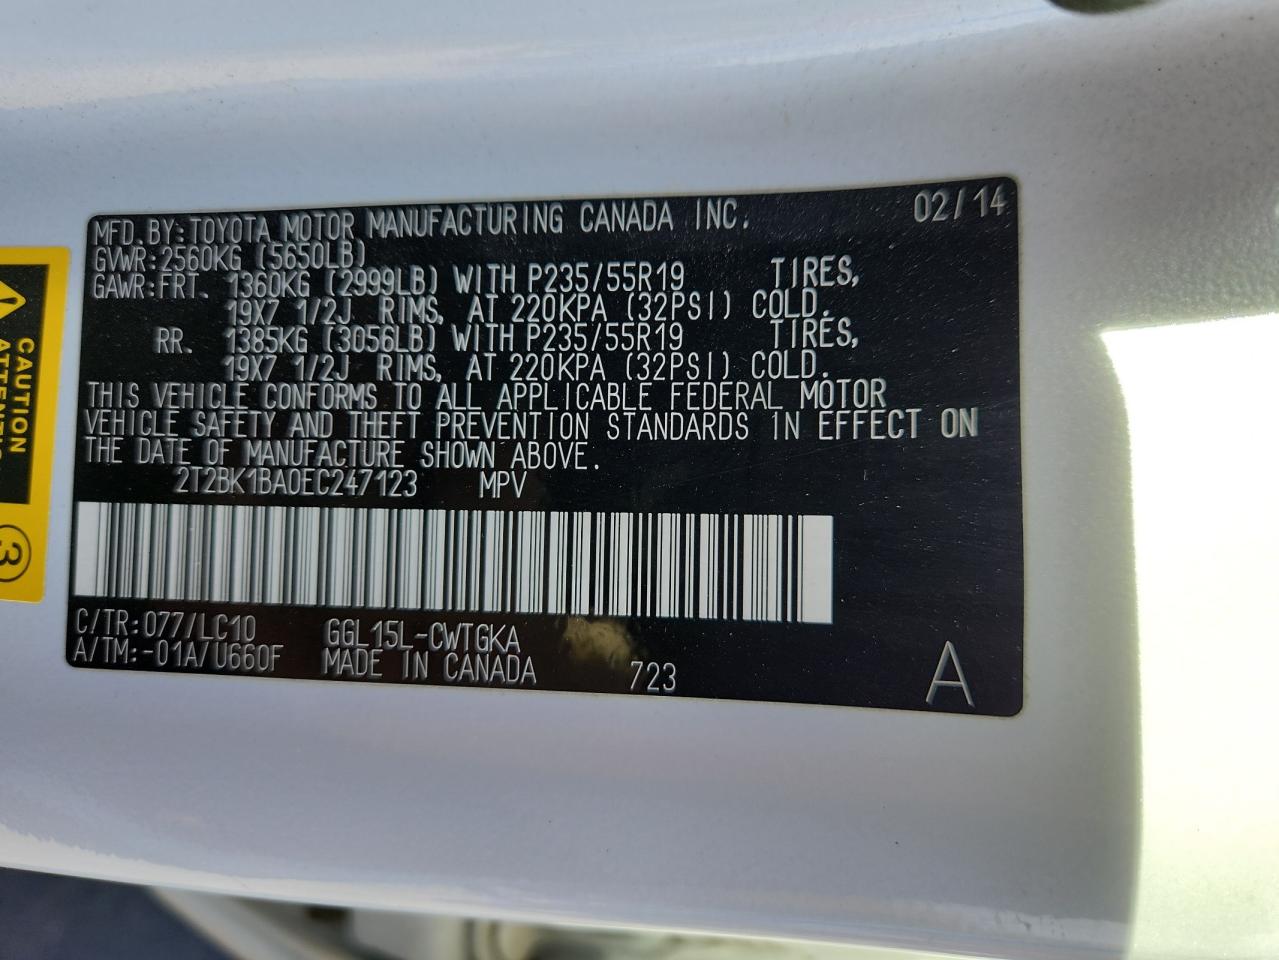 MFD. BY: TOYOTA MOTOR MANUFACTURING CANADA INC. 02/14
GVWR: 2560KG (5650LB)
GAWR: FRT. 1360KG (2999LB) WITH P235/55R19 TIRES,
19X7 1/2J RIMS, AT 220KPA (32PSI) COLD.
RR. 1385KG (3056LB) WITH P235/55R19 TIRES,
19X7 1/2J RIMS, AT 220KPA (32PSI) COLD.
THIS VEHICLE CONFORMS TO ALL APPLICABLE FEDERAL MOTOR
VEHICLE SAFETY AND THEFT PREVENTION STANDARDS IN EFFECT ON
THE DATE OF MANUFACTURE SHOWN ABOVE.
2T2BK1BA0EC247123 MPV
C/TR: 077/LC10 GGL15L-CWTGKA
A/TM: -01A/U660F MADE IN CANADA 723 A
CAUTION
3